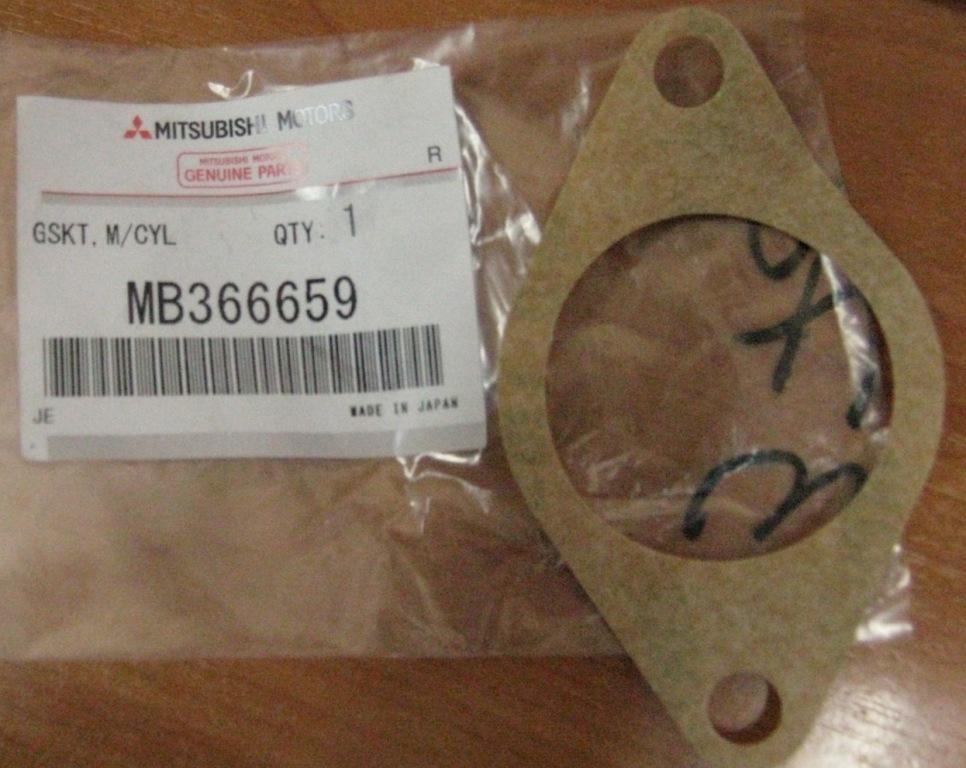 MITSUBISHI MOTORS
MITSUBISHI MOTORS
GENUINE PARTS
R
GSKT, M/CYL QTY: 1
MB366659
JE MADE IN JAPAN